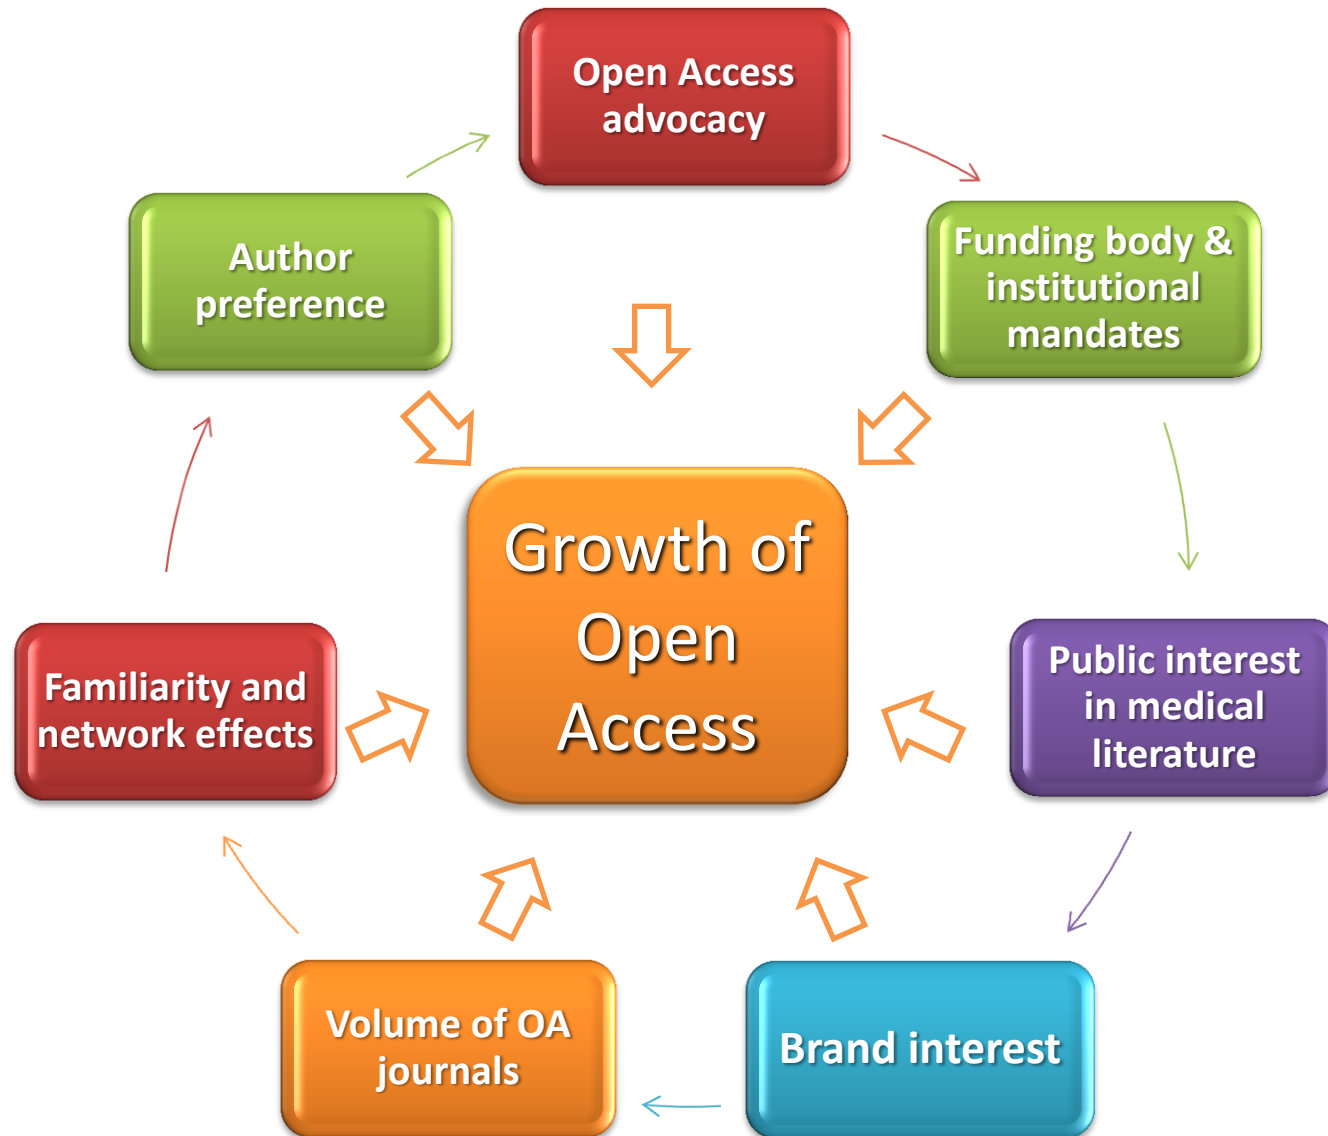 Open Access
advocacy
Funding body &
institutional
mandates
Public interest
in medical
literature
Brand interest
Volume of OA
journals
Familiarity and
network effects
Author
preference
Growth of
Open
Access